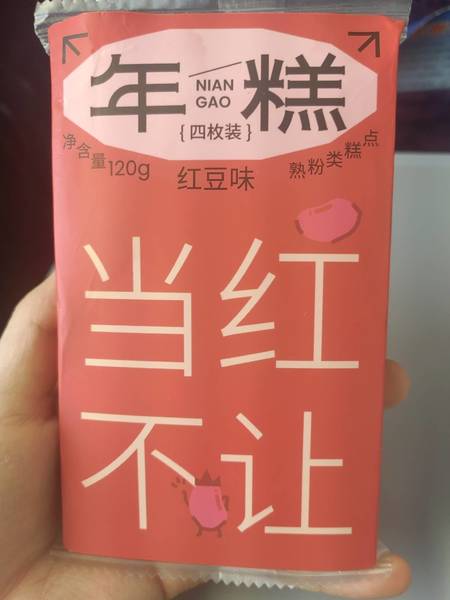 年糕
NIAN
GAO
{四枚装}
净含量120g
红豆味
熟粉类糕点
当红
不让